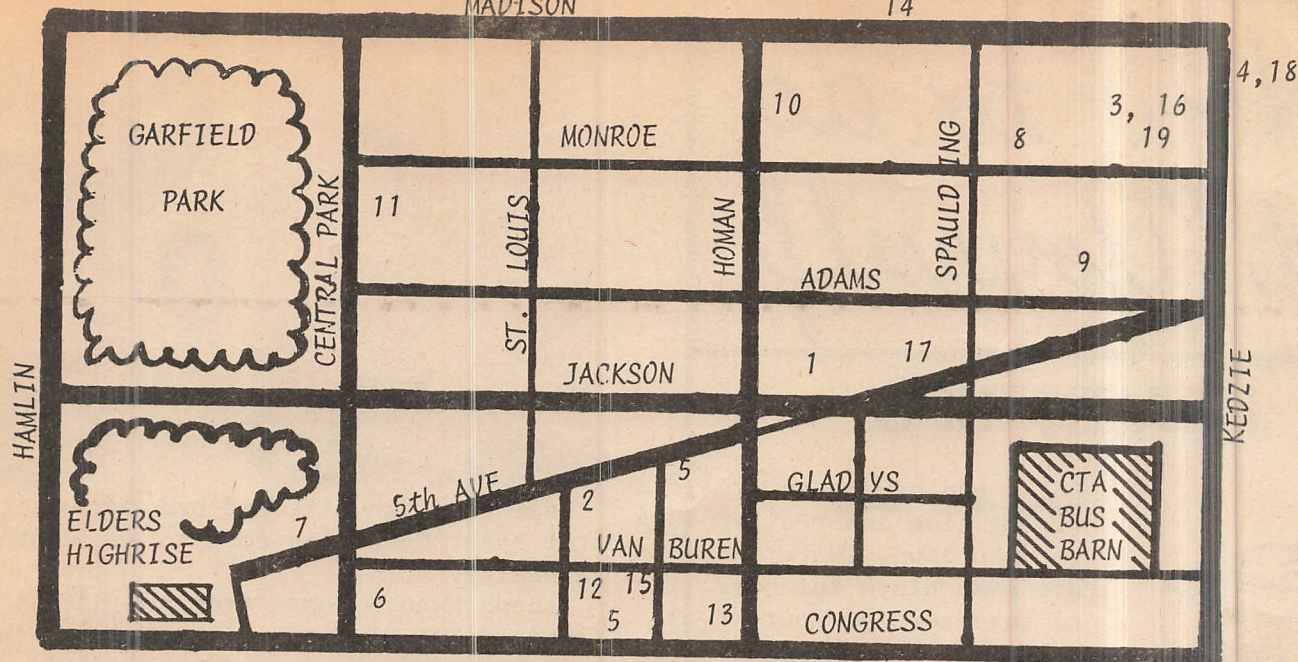 MADISON
14
4,18
GARFIELD
PARK
CENTRAL PARK
MONROE
10
SPAULDING
8
3, 16
19
11
ST. LOUIS
HOMAN
ADAMS
9
HAMLIN
JACKSON
1
17
KEDZIE
5th AVE
2
5
GLADYS
CTA
BUS
BARN
ELDERS
HIGHRISE
7
VAN BUREN
6
12
15
5
13
CONGRESS